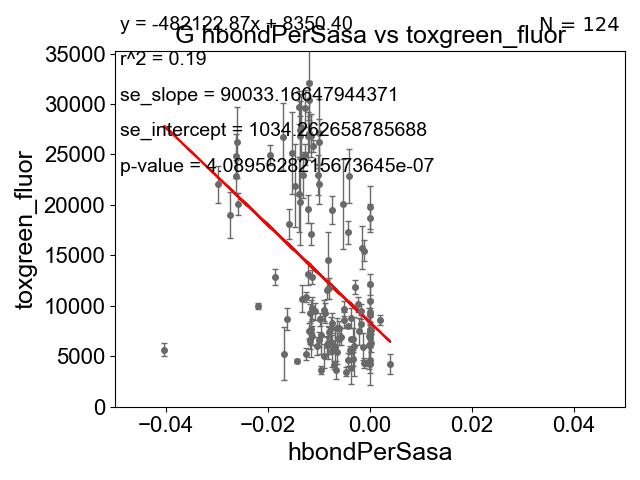 y = -482122.87x + 8350.40
N = 124
G hbondPerSasa vs toxgreen_fluor
r^2 = 0.19
se_slope = 90033.16647944371
se_intercept = 1034.262658785688
p-value = 4.0895628215673645e-07
35000
30000
25000
20000
15000
10000
5000
0
toxgreen_fluor
−0.04
−0.02
0.00
0.02
0.04
hbondPerSasa